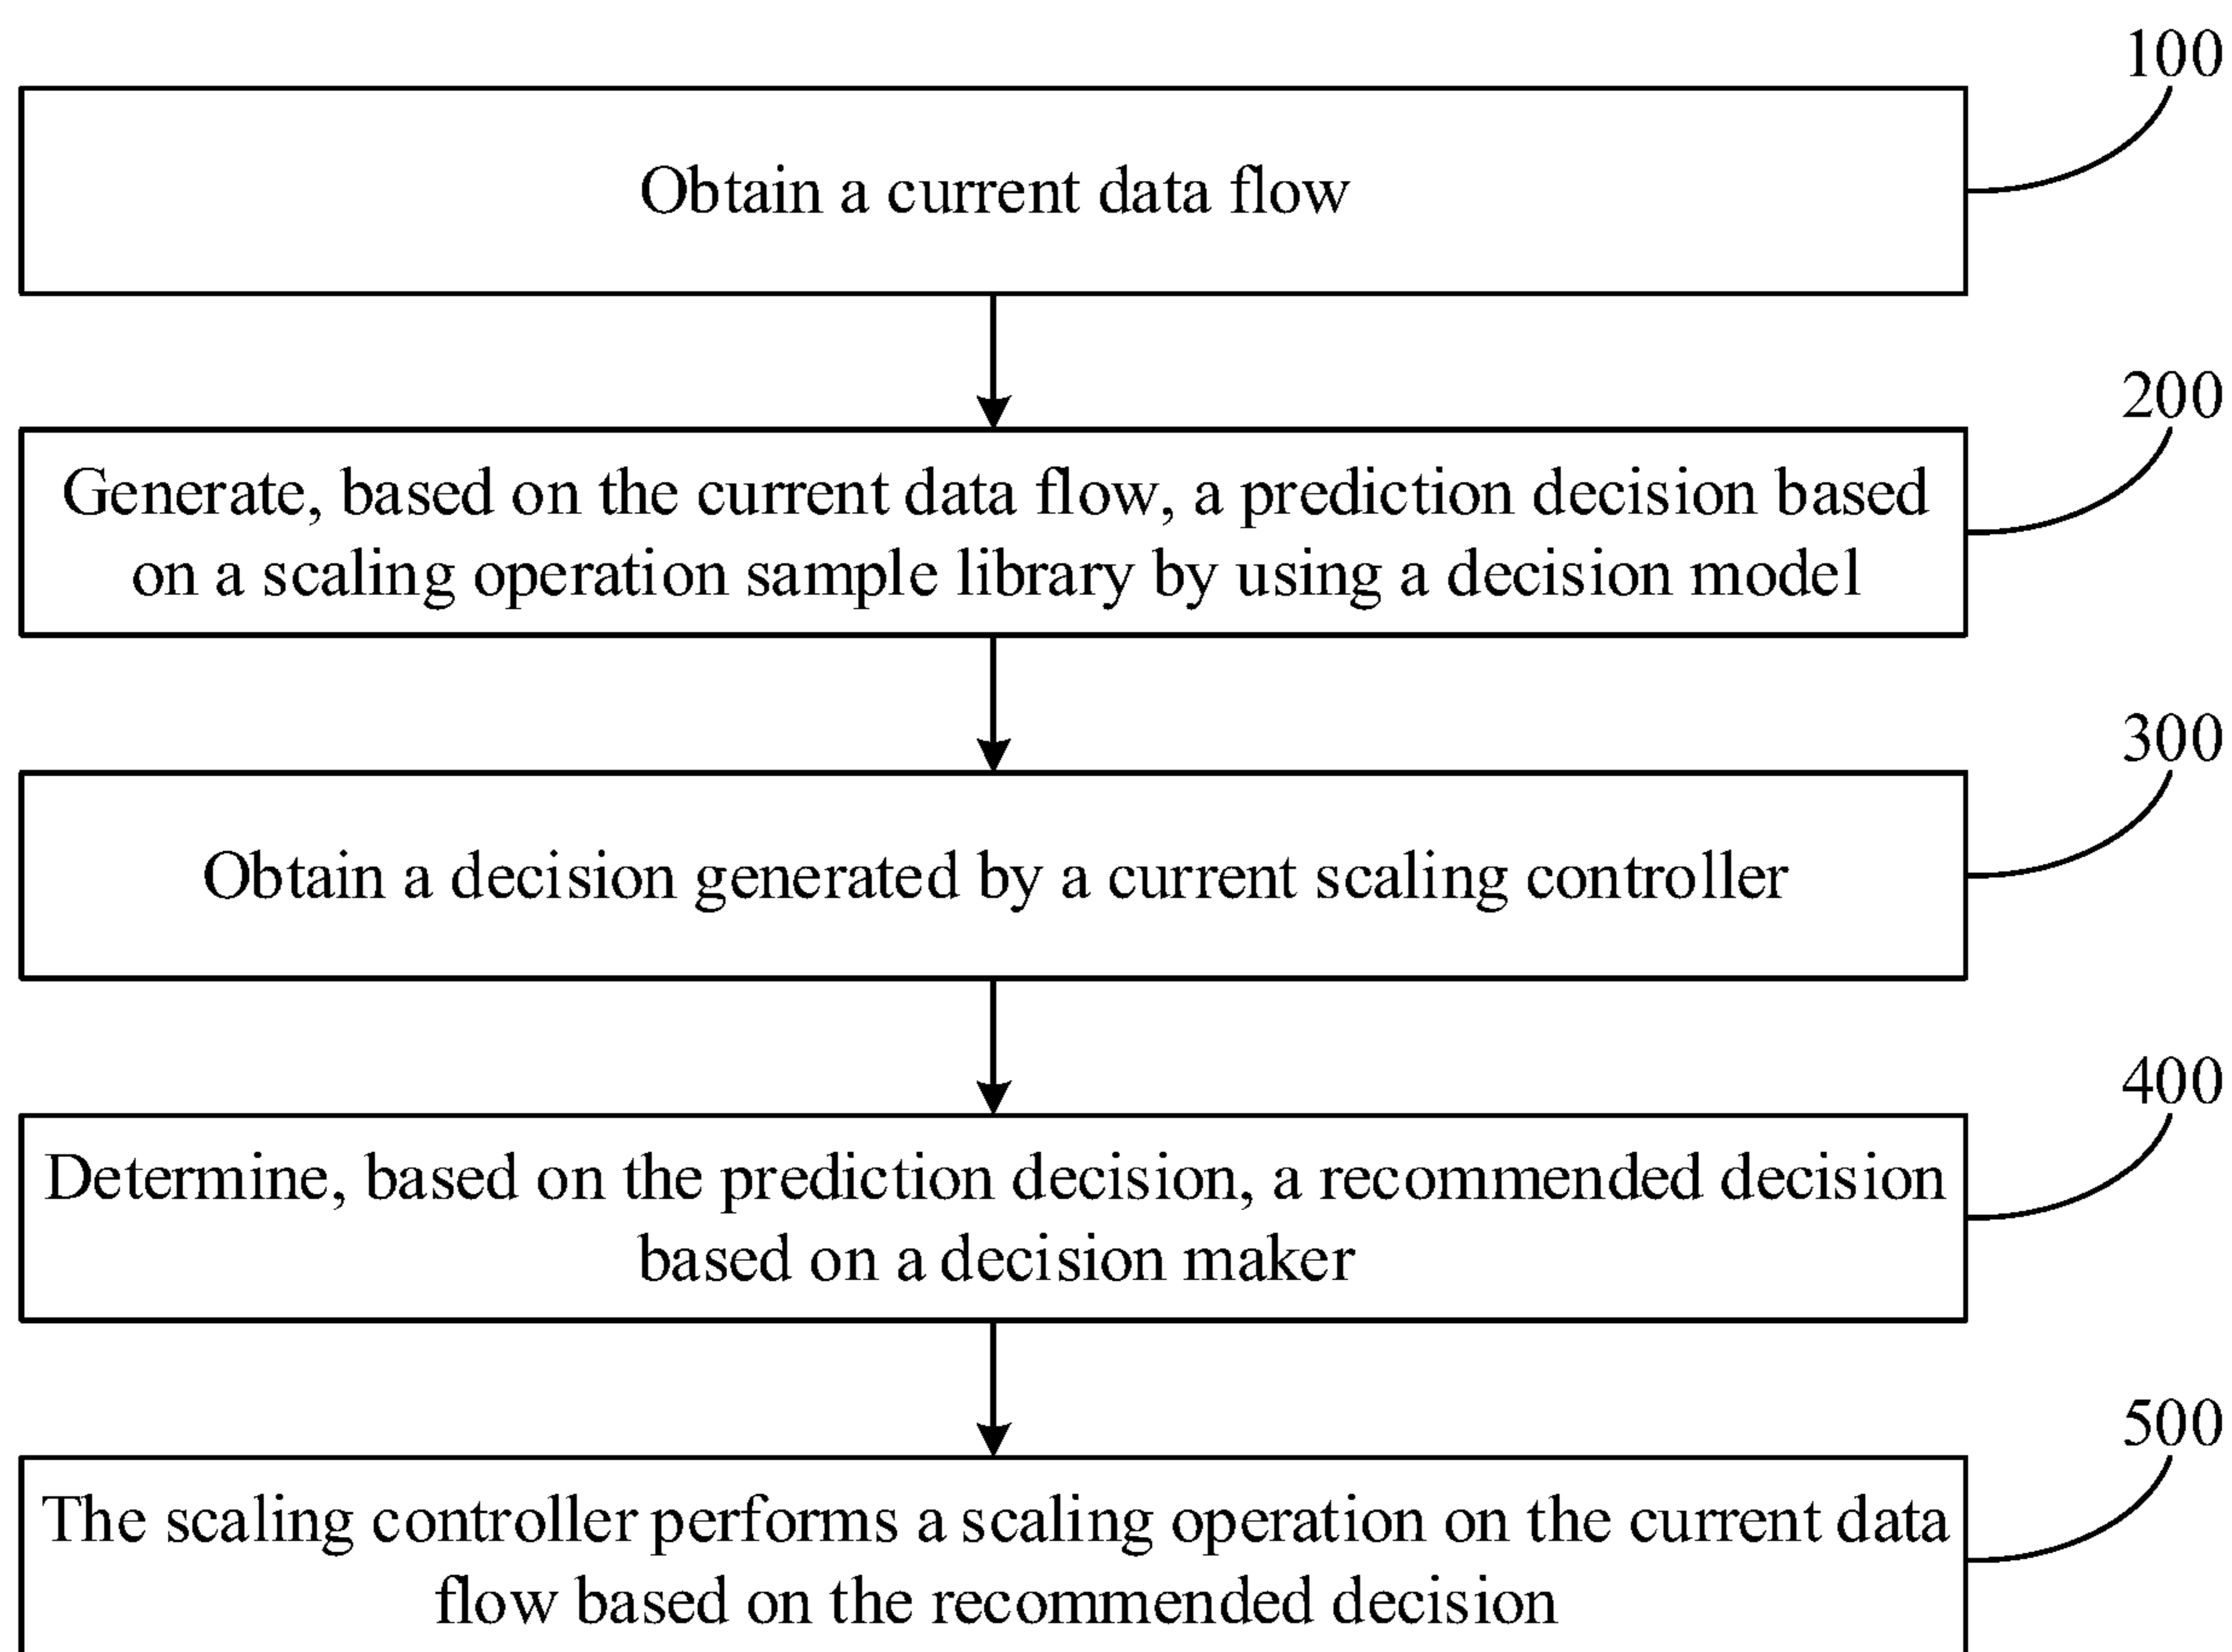 100
Obtain a current data flow
200
Generate, based on the current data flow, a prediction decision based
on a scaling operation sample library by using a decision model
300
Obtain a decision generated by a current scaling controller
400
Determine, based on the prediction decision, a recommended decision
based on a decision maker
500
The scaling controller performs a scaling operation on the current data
flow based on the recommended decision